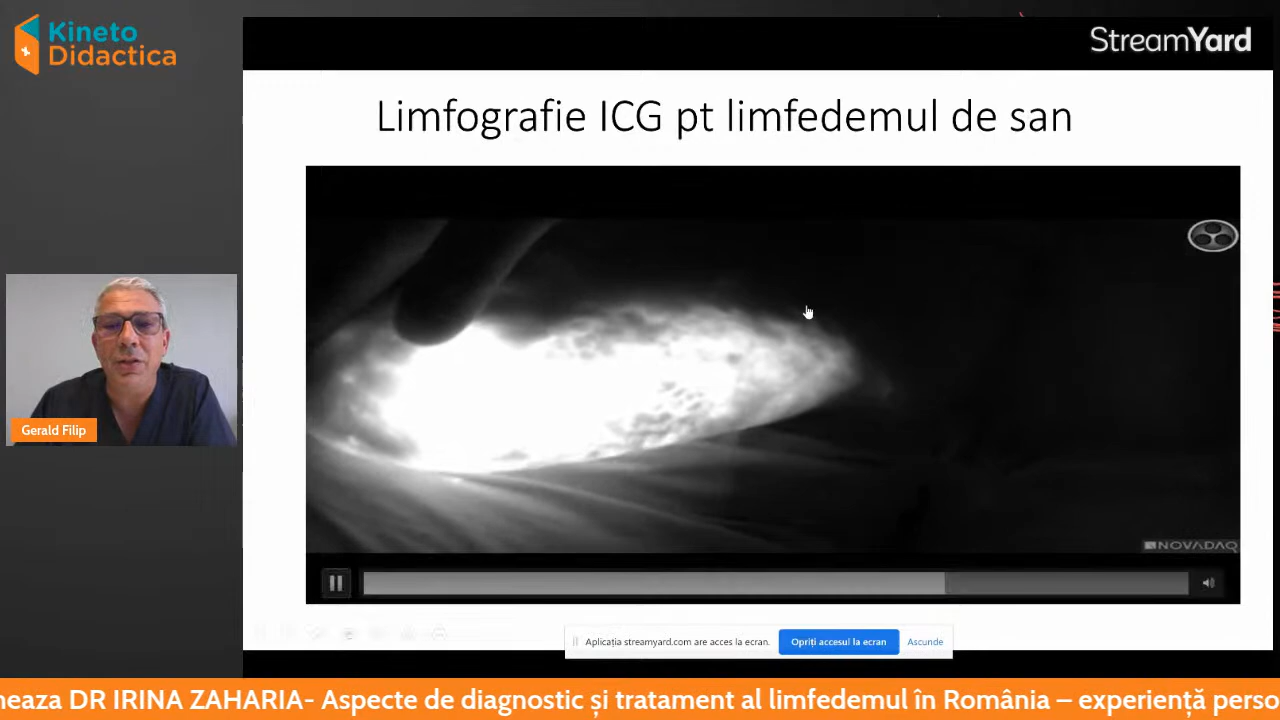 Kineto
Didactica
StreamYard
Limfografie ICG pt limfedemul de san
Gerald Filip
NOVADAQ
Aplicația streamyard.com are acces la ecran.
Opriți accesul la ecran
Ascunde
neaza DR IRINA ZAHARIA- Aspecte de diagnostic și tratament al limfedemului în România – experiență perso